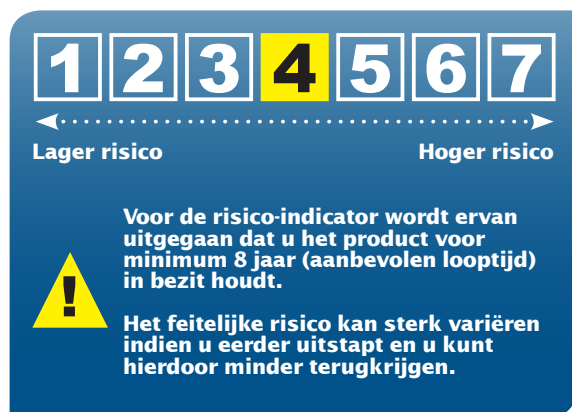 1 2 3 4 5 6 7
Lager risico Hoger risico
Voor de risico-indicator wordt ervan
uitgegaan dat u het product voor
minimum 8 jaar (aanbevolen looptijd)
in bezit houdt.
!
Het feitelijke risico kan sterk variëren
indien u eerder uitstapt en u kunt
hierdoor minder terugkrijgen.